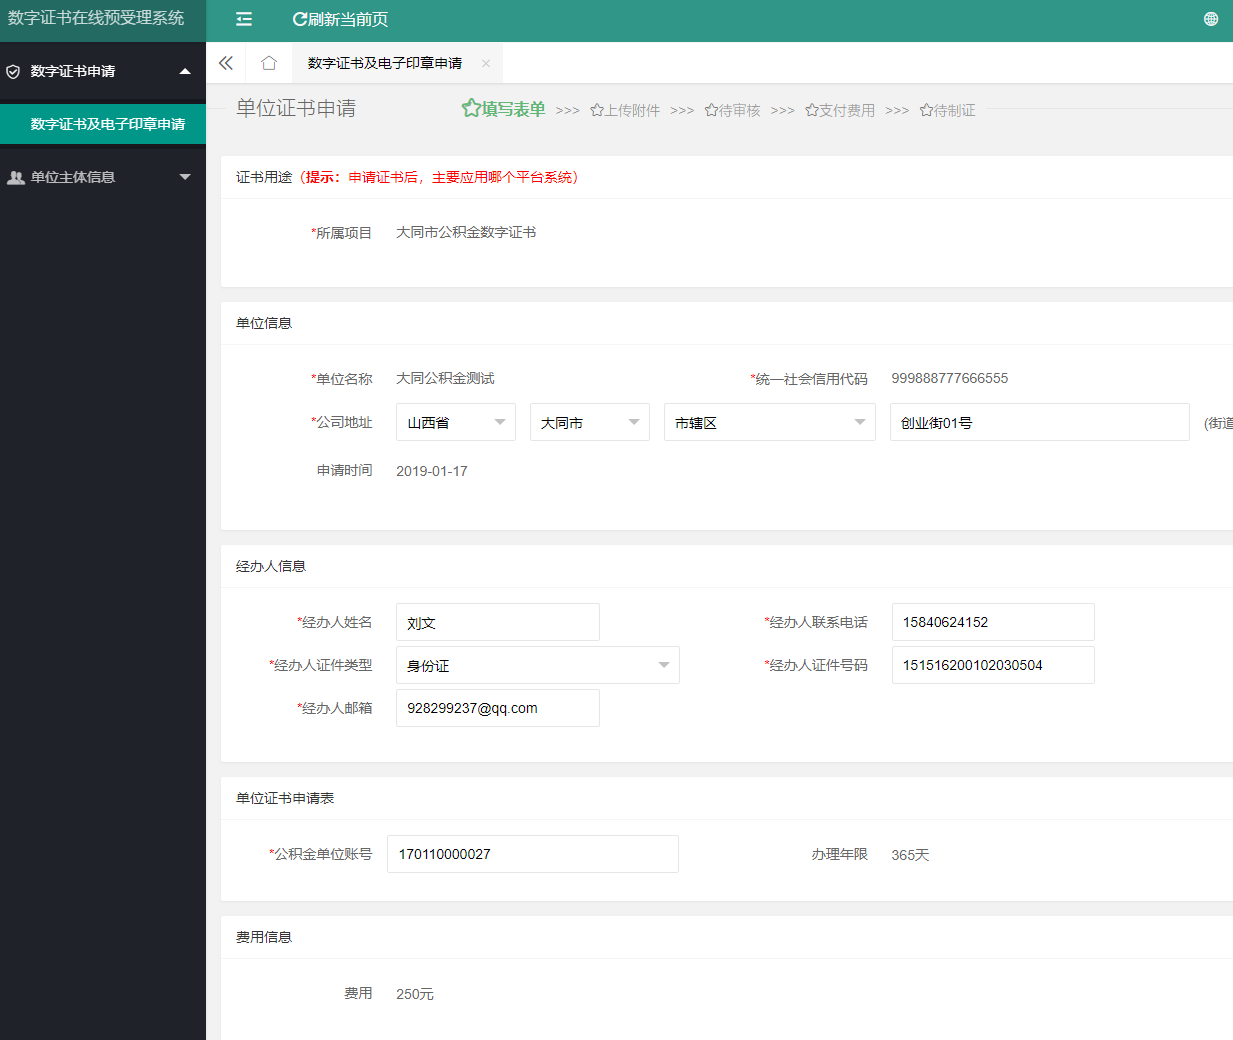 数字证书在线预受理系统
刷新当前页
数字证书申请
数字证书及电子印章申请
单位主体信息
数字证书及电子印章申请 ×
单位证书申请 填写表单 >>> 上传附件 >>> 待审核 >>> 支付费用 >>> 待制证
证书用途（提示：申请证书后，主要应用哪个平台系统）
*所属项目 大同市公积金数字证书
单位信息
*单位名称 大同公积金测试 *统一社会信用代码 999888777666555
*公司地址 山西省 大同市 市辖区 创业街01号 (街道
申请时间 2019-01-17
经办人信息
*经办人姓名 刘文 *经办人联系电话 15840624152
*经办人证件类型 身份证 *经办人证件号码 151516200102030504
*经办人邮箱 928299237@qq.com
单位证书申请表
*公积金单位账号 170110000027 办理年限 365天
费用信息
费用 250元